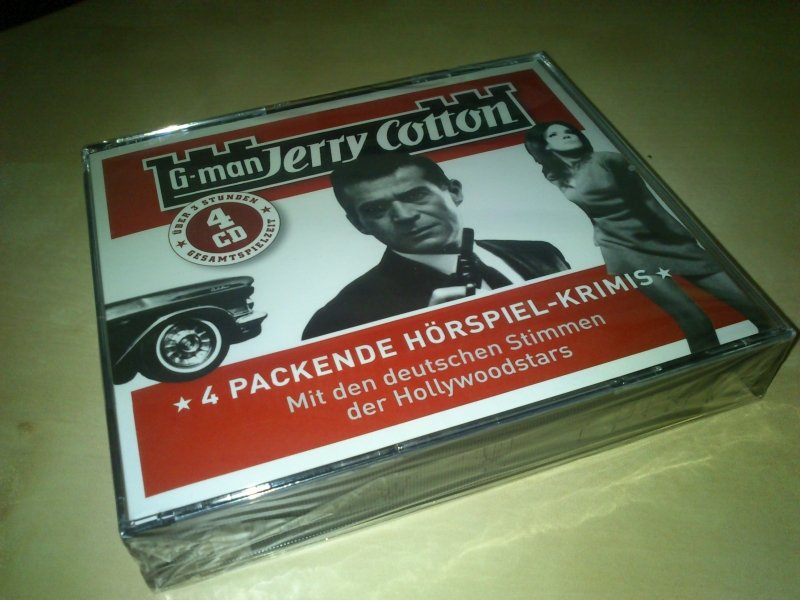 G-man Jerry Cotton
ÜBER 3 STUNDEN
4
CD
GESAMTSPIELZEIT
★ 4 PACKENDE HÖRSPIEL-KRIMIS ★
Mit den deutschen Stimmen
der Hollywoodstars